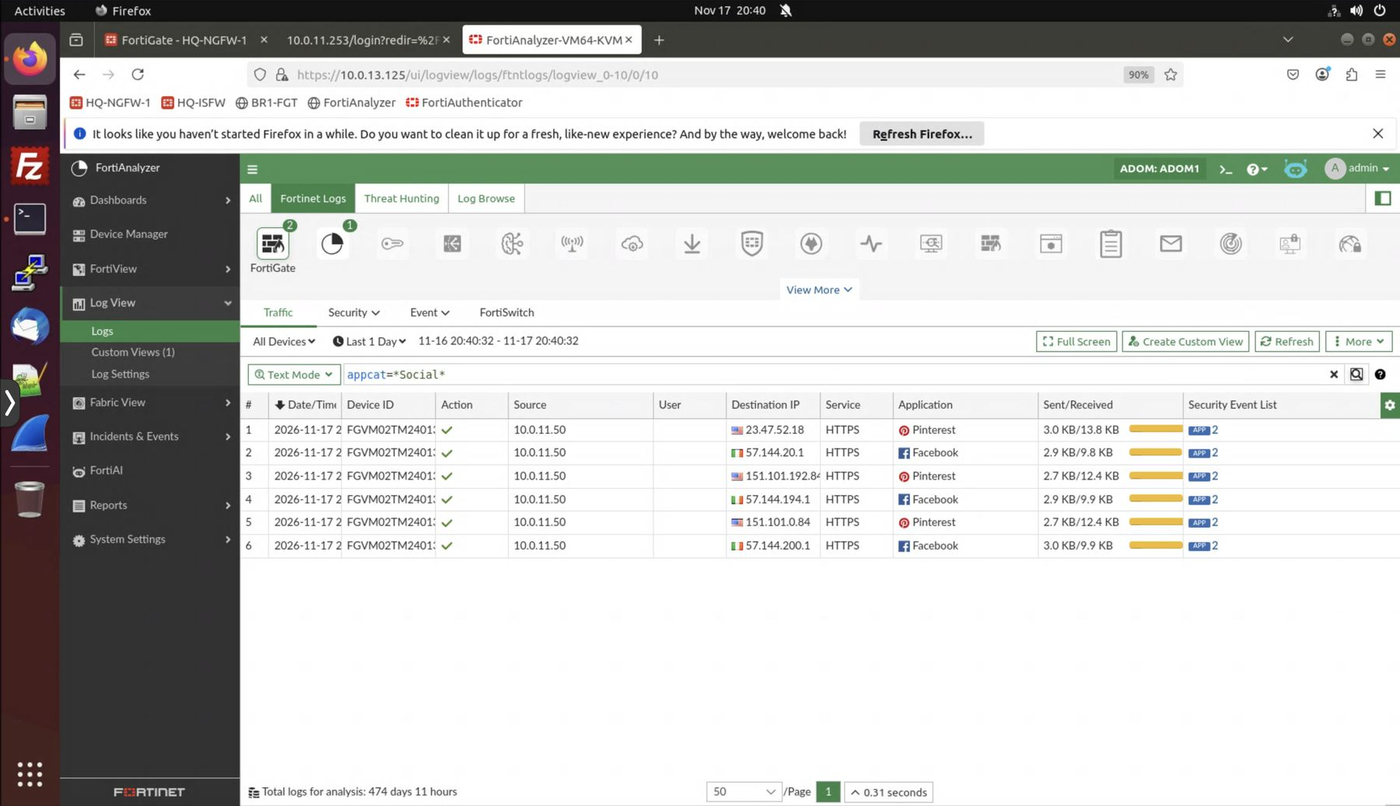 Activities Firefox Nov 17 20:40
FortiGate - HQ-NGFW-1 × 10.0.11.253/login?redir=%2F × FortiAnalyzer-VM64-KVM × +
https://10.0.13.125/ui/logview/logs/ftntlogs/logview_0-10/0/10 90%
HQ-NGFW-1 HQ-ISFW BR1-FGT FortiAnalyzer FortiAuthenticator
It looks like you haven't started Firefox in a while. Do you want to clean it up for a fresh, like-new experience? And by the way, welcome back! Refresh Firefox...
FortiAnalyzer
Dashboards
Device Manager
FortiView
Log View
Logs
Custom Views (1)
Log Settings
Fabric View
Incidents & Events
FortiAI
Reports
System Settings
FORTINET
ADOM: ADOM1 >_ A admin
All Fortinet Logs Threat Hunting Log Browse
2 1
FortiGate
View More
Traffic Security Event FortiSwitch
All Devices Last 1 Day 11-16 20:40:32 - 11-17 20:40:32 Full Screen Create Custom View Refresh More
Text Mode appcat=*Social*
# Date/Time Device ID Action Source User Destination IP Service Application Sent/Received Security Event List
1 2026-11-17 2 FGVM02TM2401 10.0.11.50 23.47.52.18 HTTPS Pinterest 3.0 KB/13.8 KB APP 2
2 2026-11-17 2 FGVM02TM2401 10.0.11.50 57.144.20.1 HTTPS Facebook 2.9 KB/9.8 KB APP 2
3 2026-11-17 2 FGVM02TM2401 10.0.11.50 151.101.192.84 HTTPS Pinterest 2.7 KB/12.4 KB APP 2
4 2026-11-17 2 FGVM02TM2401 10.0.11.50 57.144.194.1 HTTPS Facebook 2.9 KB/9.9 KB APP 2
5 2026-11-17 2 FGVM02TM2401 10.0.11.50 151.101.0.84 HTTPS Pinterest 2.7 KB/12.4 KB APP 2
6 2026-11-17 2 FGVM02TM2401 10.0.11.50 57.144.200.1 HTTPS Facebook 3.0 KB/9.9 KB APP 2
Total logs for analysis: 474 days 11 hours 50 /Page 1 0.31 seconds